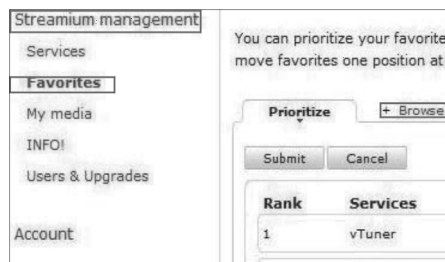 Streamium management
Services
Favorites
My media
INFO!
Users & Upgrades
Account
You can prioritize your favorite
move favorites one position at
Prioritize
+ Browse
Submit Cancel
Rank Services
1 vTuner